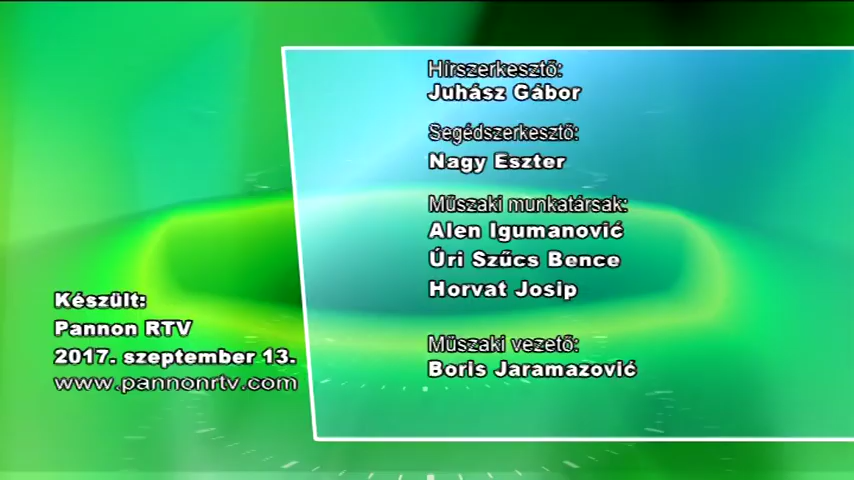 Hírszerkesztő:
Juhász Gábor
Segédszerkesztő:
Nagy Eszter
Műszaki munkatársak:
Alen Igumanović
Úri Szűcs Bence
Horvat Josip
Műszaki vezető:
Boris Jaramazović
Készült:
Pannon RTV
2017. szeptember 13.
www.pannonrtv.com